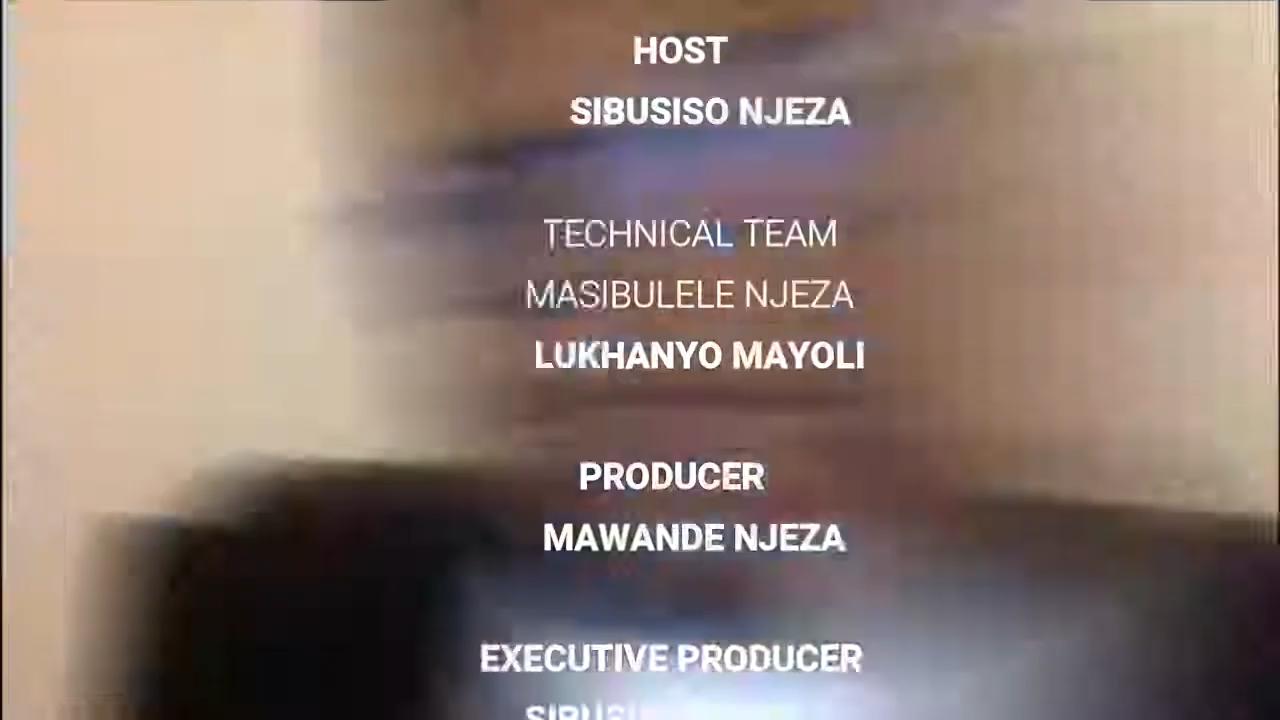 HOST
SIBUSISO NJEZA
TECHNICAL TEAM
MASIBULELE NJEZA
LUKHANYO MAYOLI
PRODUCER
MAWANDE NJEZA
EXECUTIVE PRODUCER